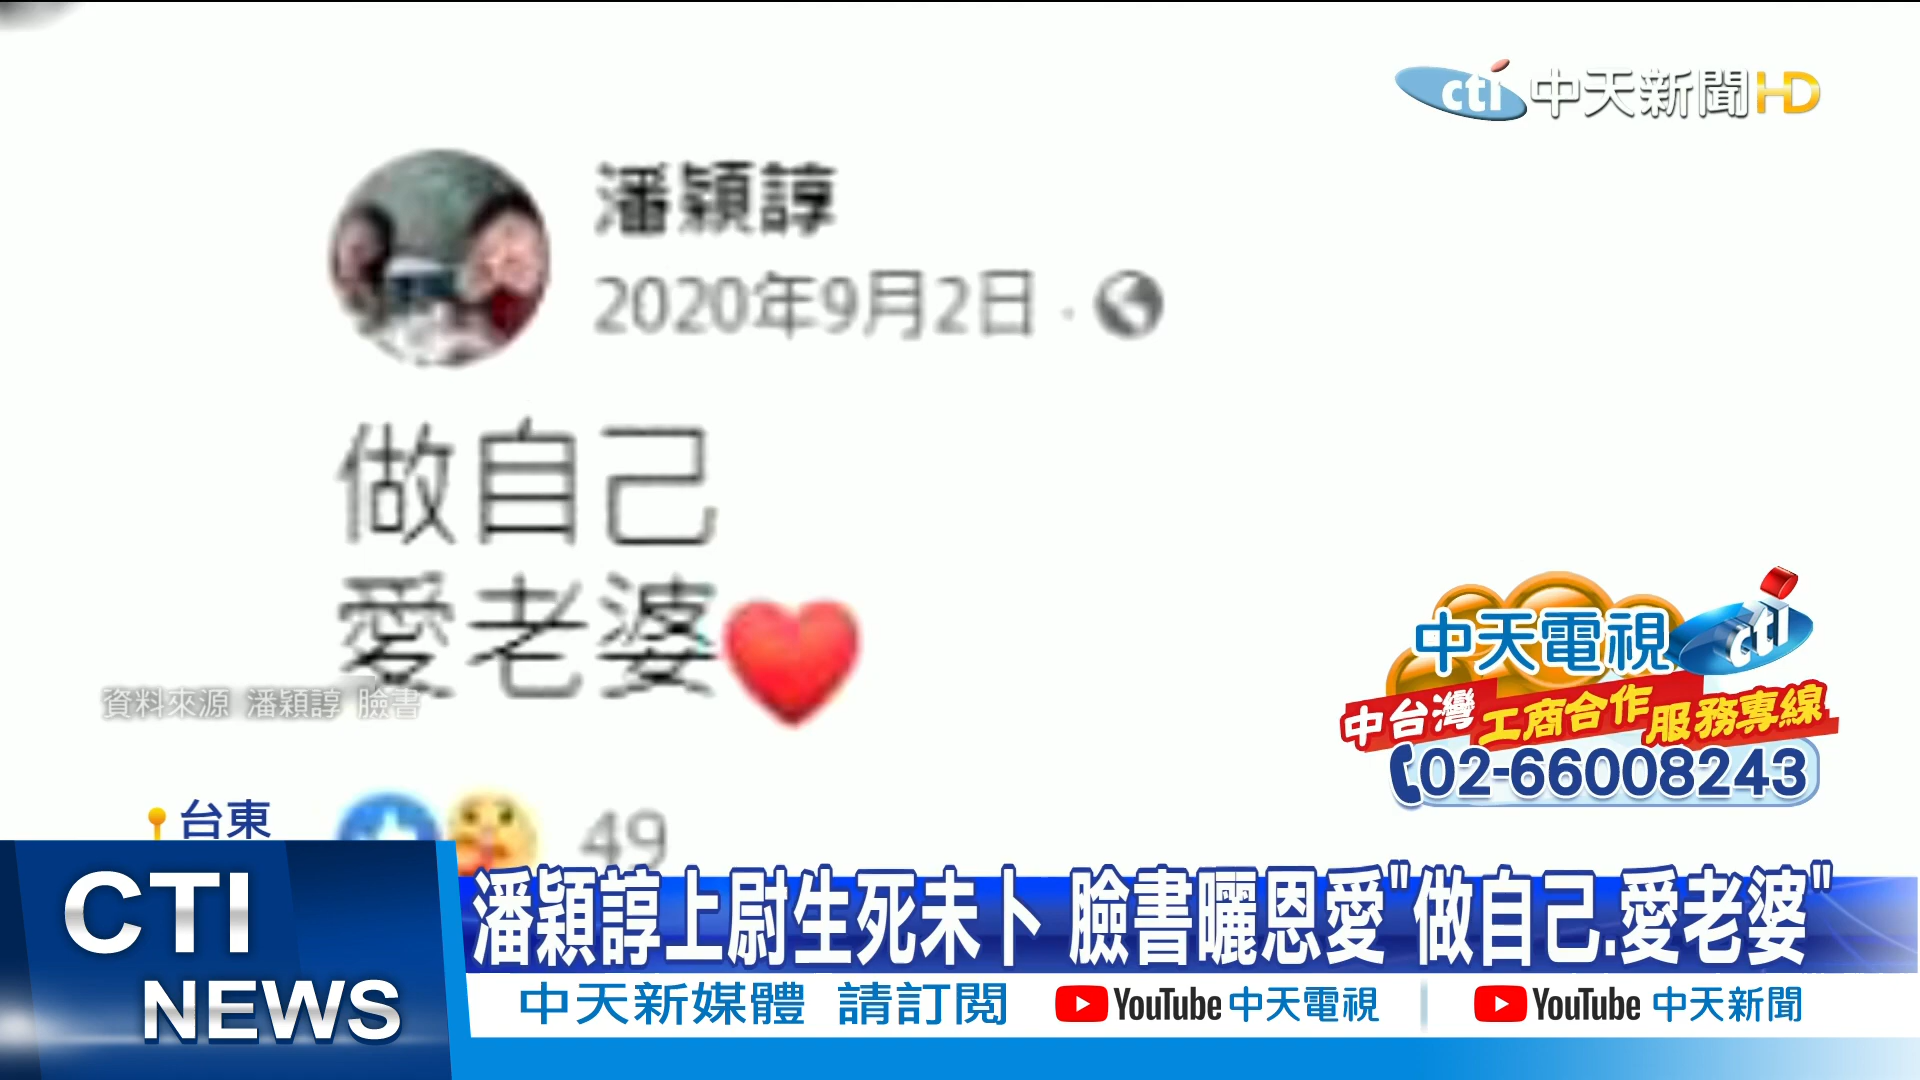 cti 中天新聞HD
潘穎諄
2020年9月2日
做自己
愛老婆
資料來源 潘穎諄 臉書
中天電視 cti
中台灣 工商合作 服務專線
02-66008243
台東
49
CTI
NEWS
潘穎諄上尉生死未卜 臉書曬恩愛"做自己.愛老婆"
中天新媒體 請訂閱 YouTube 中天電視 YouTube 中天新聞